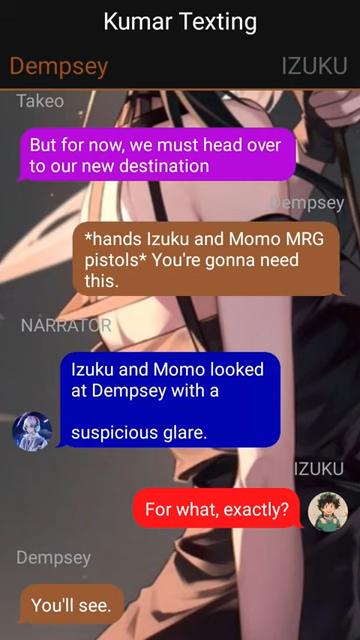 Kumar Texting
Dempsey IZUKU
Takeo
But for now, we must head over
to our new destination
Dempsey
*hands Izuku and Momo MRG
pistols* You're gonna need
this.
NARRATOR
Izuku and Momo looked
at Dempsey with a
suspicious glare.
IZUKU
For what, exactly?
Dempsey
You'll see.